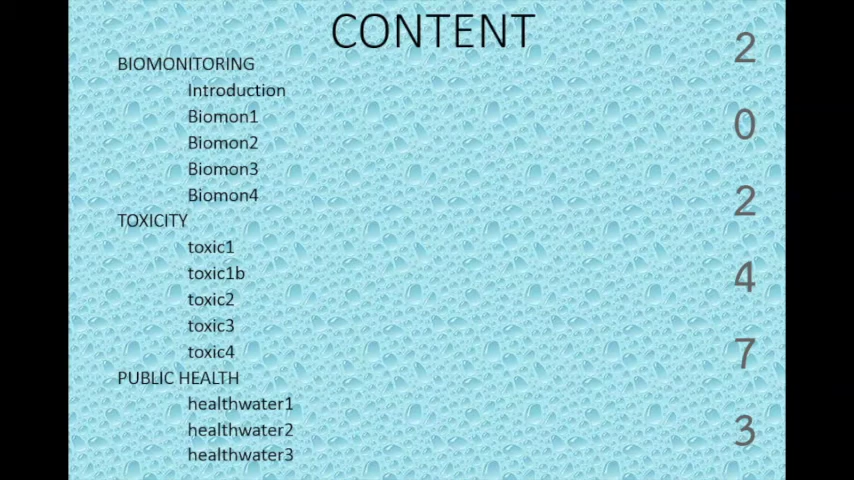 CONTENT
BIOMONITORING
Introduction
Biomon1
Biomon2
Biomon3
Biomon4
TOXICITY
toxic1
toxic1b
toxic2
toxic3
toxic4
PUBLIC HEALTH
healthwater1
healthwater2
healthwater3
2
0
2
4
7
3